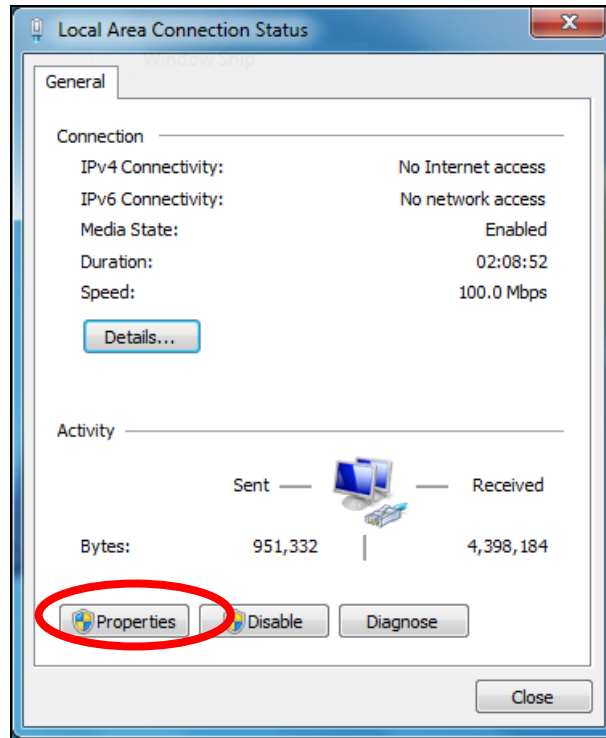 Local Area Connection Status
Window Snip
General
Connection
IPv4 Connectivity: No Internet access
IPv6 Connectivity: No network access
Media State: Enabled
Duration: 02:08:52
Speed: 100.0 Mbps
Details...
Activity
Sent Received
Bytes: 951,332 4,398,184
Properties Disable Diagnose
Close